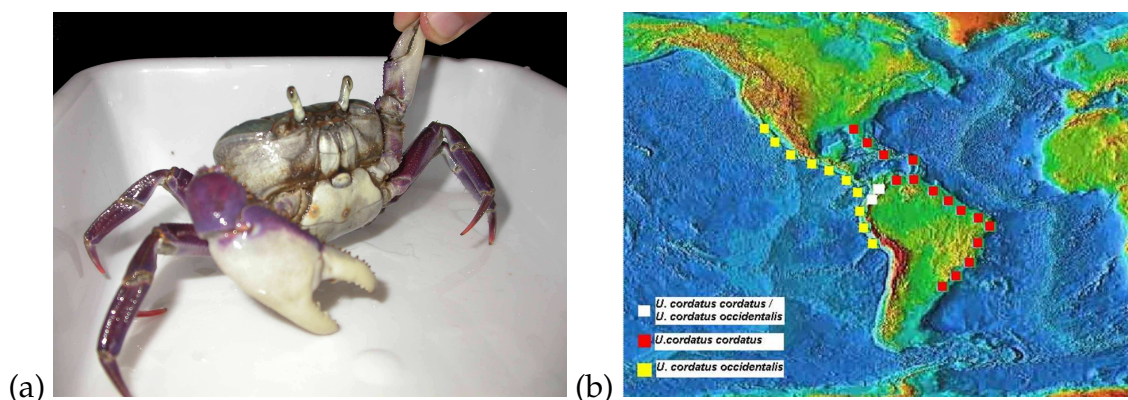 (a)
(b)
U. cordatus cordatus /
U. cordatus occidentalis
U.cordatus cordatus
U. cordatus occidentalis